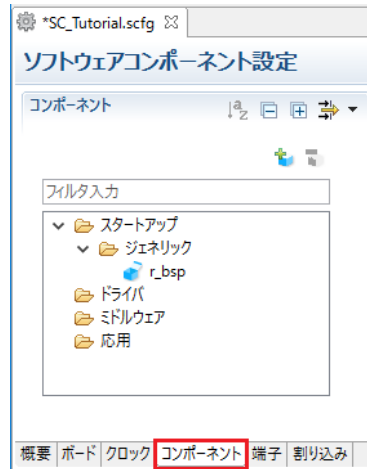 *SC_Tutorial.scfg
ソフトウェアコンポーネント設定
コンポーネント
フィルタ入力
スタートアップ
ジェネリック
r_bsp
ドライバ
ミドルウェア
応用
概要 ボード クロック コンポーネント 端子 割り込み